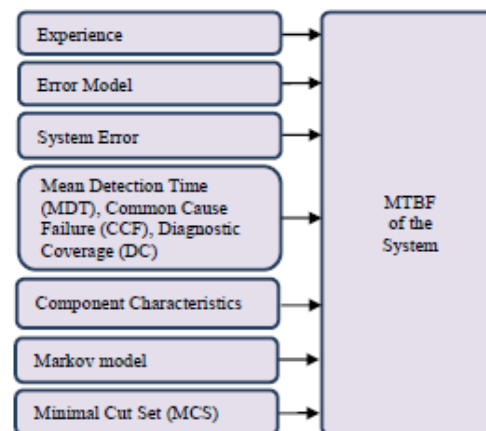 Experience
Error Model
System Error
Mean Detection Time
(MDT), Common Cause
Failure (CCF), Diagnostic
Coverage (DC)
Component Characteristics
Markov model
Minimal Cut Set (MCS)
MTBF
of the
System